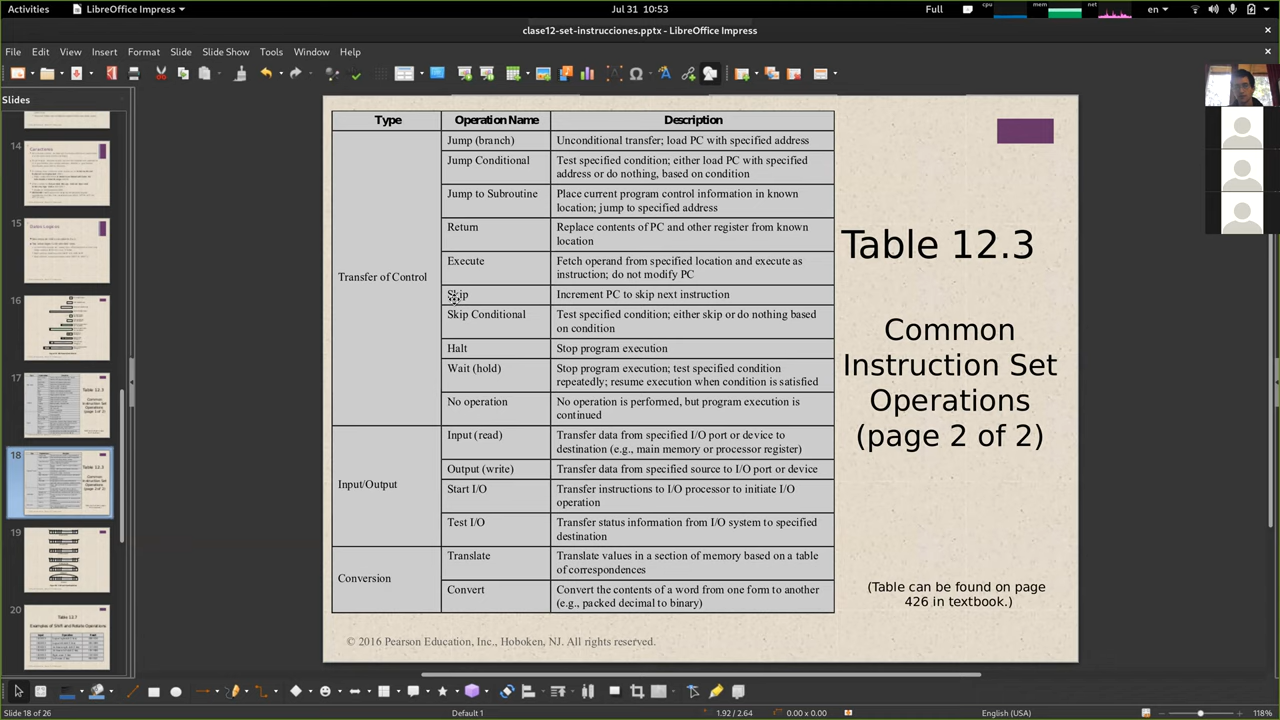 Activities
LibreOffice Impress
Jul 31 10:53
Full
cpu
mem
net
en
clase12-set-instrucciones.pptx - LibreOffice Impress
File Edit View Insert Format Slide Slide Show Tools Window Help
Slides
14
15
16
17
18
19
20
Type Operation Name Description
Transfer of Control
Jump (branch) Unconditional transfer; load PC with specified address
Jump Conditional Test specified condition; either load PC with specified
address or do nothing, based on condition
Jump to Subroutine Place current program control information in known
location; jump to specified address
Return Replace contents of PC and other register from known
location
Execute Fetch operand from specified location and execute as
instruction; do not modify PC
Skip Increment PC to skip next instruction
Skip Conditional Test specified condition; either skip or do nothing based
on condition
Halt Stop program execution
Wait (hold) Stop program execution; test specified condition
repeatedly; resume execution when condition is satisfied
No operation No operation is performed, but program execution is
continued
Input/Output
Input (read) Transfer data from specified I/O port or device to
destination (e.g., main memory or processor register)
Output (write) Transfer data from specified source to I/O port or device
Start I/O Transfer instructions to I/O processor to initiate I/O
operation
Test I/O Transfer status information from I/O system to specified
destination
Conversion
Translate Translate values in a section of memory based on a table
of correspondences
Convert Convert the contents of a word from one form to another
(e.g., packed decimal to binary)
Table 12.3
Common
Instruction Set
Operations
(page 2 of 2)
(Table can be found on page
426 in textbook.)
© 2016 Pearson Education, Inc., Hoboken, NJ. All rights reserved.
Slide 18 of 26
Default 1
1.92 / 2.64
0.00 x 0.00
English (USA)
118%